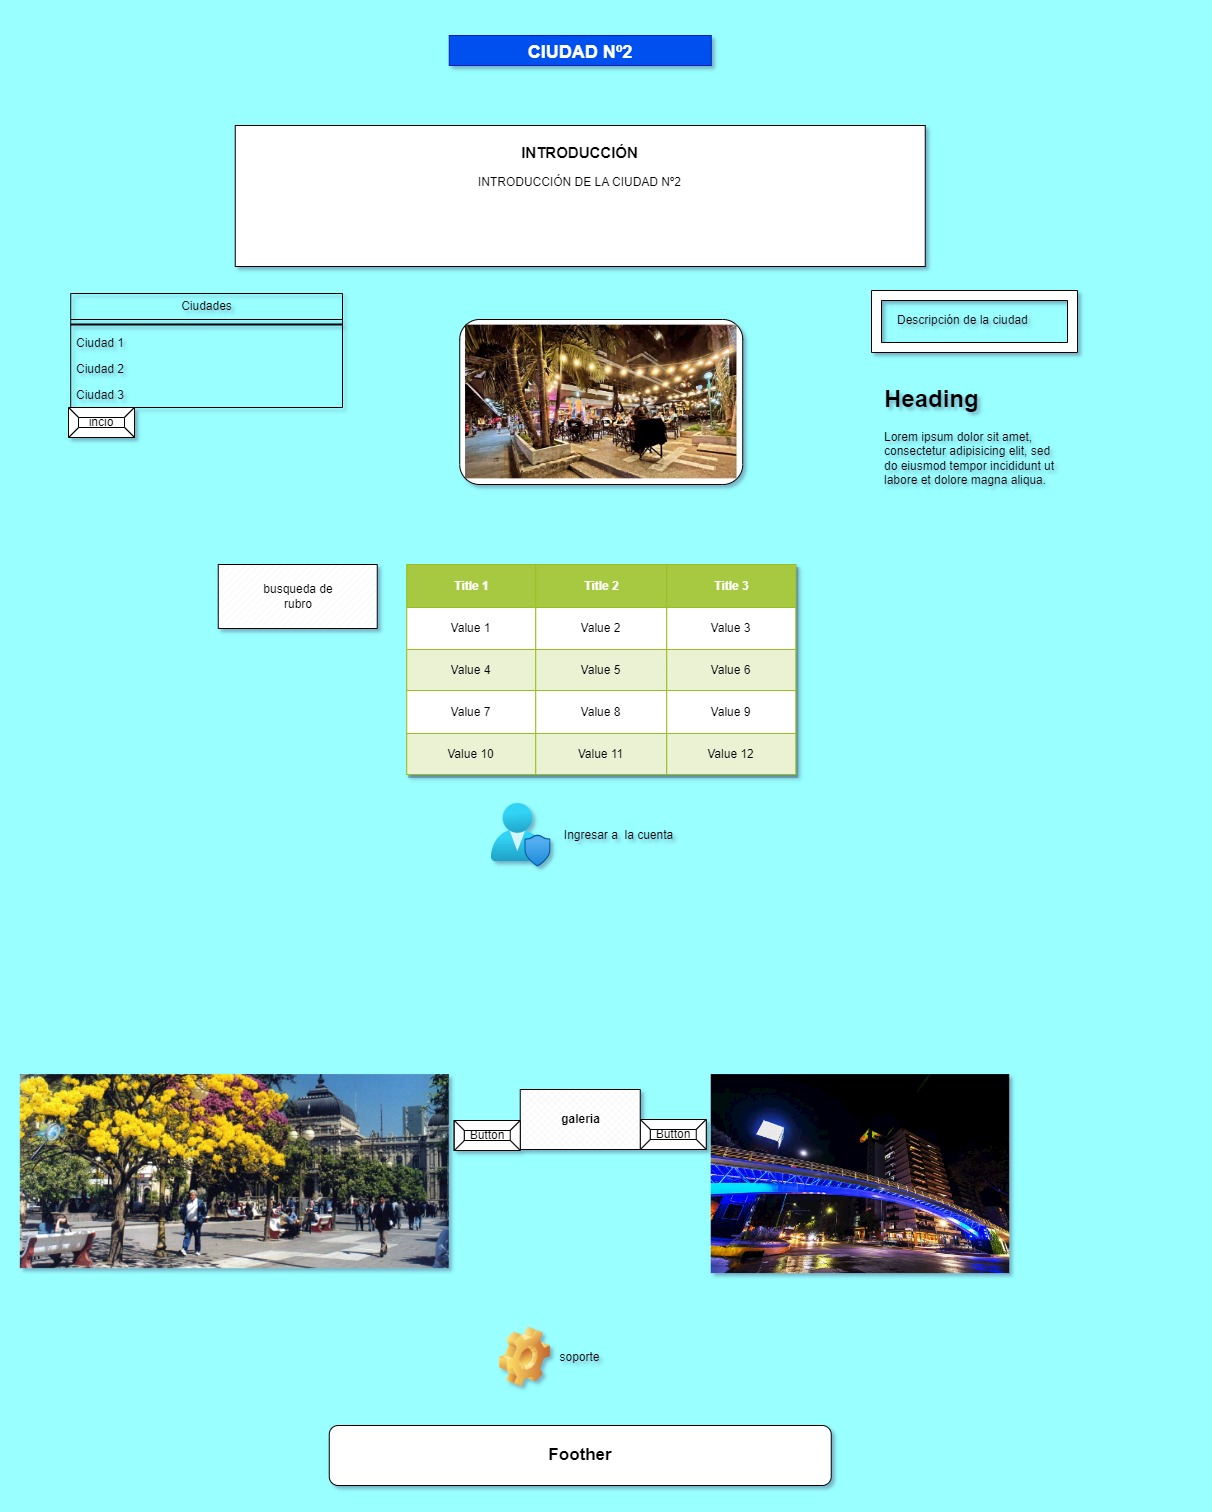 CIUDAD Nº2
INTRODUCCIÓN
INTRODUCCIÓN DE LA CIUDAD Nº2
Ciudades
Ciudad 1
Ciudad 2
Ciudad 3
incio
Descripción de la ciudad
Heading
Lorem ipsum dolor sit amet,
consectetur adipisicing elit, sed
do eiusmod tempor incididunt ut
labore et dolore magna aliqua.
busqueda de
rubro
Title 1 Title 2 Title 3
Value 1 Value 2 Value 3
Value 4 Value 5 Value 6
Value 7 Value 8 Value 9
Value 10 Value 11 Value 12
Ingresar a  la cuenta
galeria
Button
Button
soporte
Foother